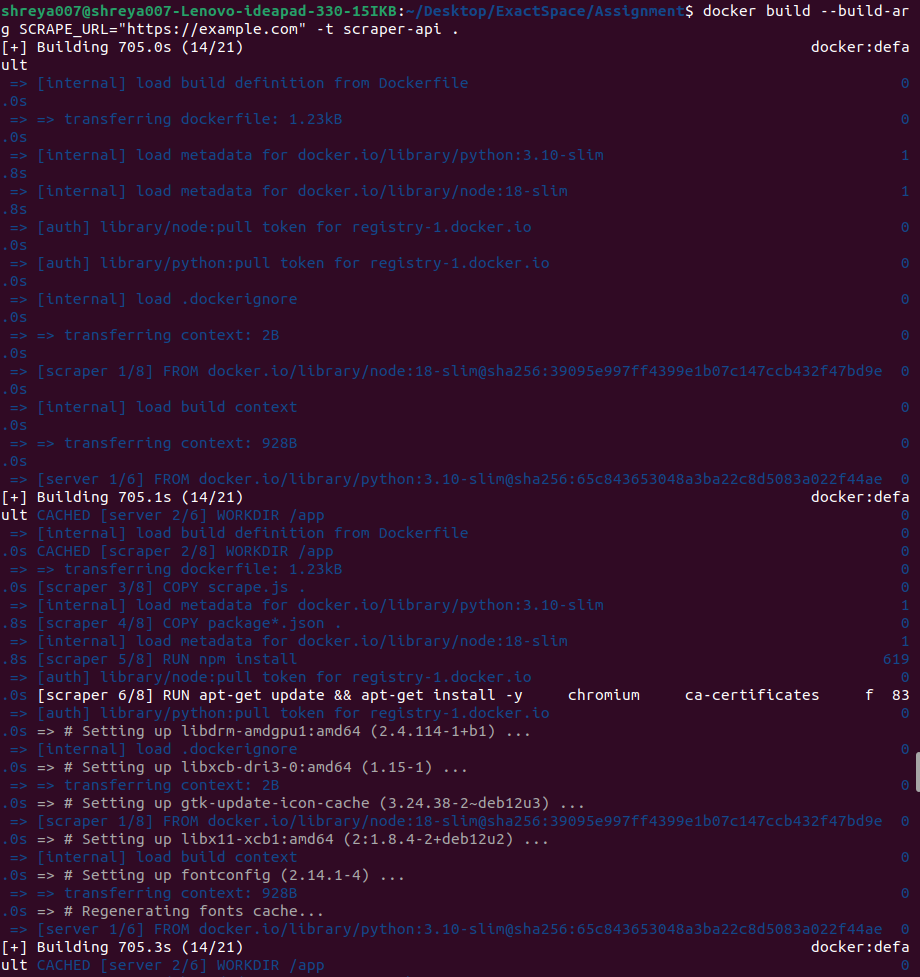 shreya007@shreya007-Lenovo-ideapad-330-15IKB:~/Desktop/ExactSpace/Assignment$ docker build --build-ar
g SCRAPE_URL="https://example.com" -t scraper-api .
[+] Building 705.0s (14/21) docker:defa
ult
=> [internal] load build definition from Dockerfile 0
.0s
=> => transferring dockerfile: 1.23kB 0
.0s
=> [internal] load metadata for docker.io/library/python:3.10-slim 1
.8s
=> [internal] load metadata for docker.io/library/node:18-slim 1
.8s
=> [auth] library/node:pull token for registry-1.docker.io 0
.0s
=> [auth] library/python:pull token for registry-1.docker.io 0
.0s
=> [internal] load .dockerignore 0
.0s
=> => transferring context: 2B 0
.0s
=> [scraper 1/8] FROM docker.io/library/node:18-slim@sha256:39095e997ff4399e1b07c147ccb432f47bd9e 0
.0s
=> [internal] load build context 0
.0s
=> => transferring context: 928B 0
.0s
=> [server 1/6] FROM docker.io/library/python:3.10-slim@sha256:65c843653048a3ba22c8d5083a022f44ae 0
[+] Building 705.1s (14/21) docker:defa
ult CACHED [server 2/6] WORKDIR /app 0
=> [internal] load build definition from Dockerfile 0
.0s CACHED [scraper 2/8] WORKDIR /app 0
=> => transferring dockerfile: 1.23kB 0
.0s [scraper 3/8] COPY scrape.js . 0
=> [internal] load metadata for docker.io/library/python:3.10-slim 1
.8s [scraper 4/8] COPY package*.json . 0
=> [internal] load metadata for docker.io/library/node:18-slim 1
.8s [scraper 5/8] RUN npm install 619
=> [auth] library/node:pull token for registry-1.docker.io 0
.0s [scraper 6/8] RUN apt-get update && apt-get install -y     chromium     ca-certificates     f 83
=> [auth] library/python:pull token for registry-1.docker.io 0
.0s => # Setting up libdrm-amdgpu1:amd64 (2.4.114-1+b1) ...
=> [internal] load .dockerignore 0
.0s => # Setting up libxcb-dri3-0:amd64 (1.15-1) ...
=> => transferring context: 2B 0
.0s => # Setting up gtk-update-icon-cache (3.24.38-2~deb12u3) ...
=> [scraper 1/8] FROM docker.io/library/node:18-slim@sha256:39095e997ff4399e1b07c147ccb432f47bd9e 0
.0s => # Setting up libx11-xcb1:amd64 (2:1.8.4-2+deb12u2) ...
=> [internal] load build context 0
.0s => # Setting up fontconfig (2.14.1-4) ...
=> => transferring context: 928B 0
.0s => # Regenerating fonts cache...
=> [server 1/6] FROM docker.io/library/python:3.10-slim@sha256:65c843653048a3ba22c8d5083a022f44ae 0
[+] Building 705.3s (14/21) docker:defa
ult CACHED [server 2/6] WORKDIR /app 0